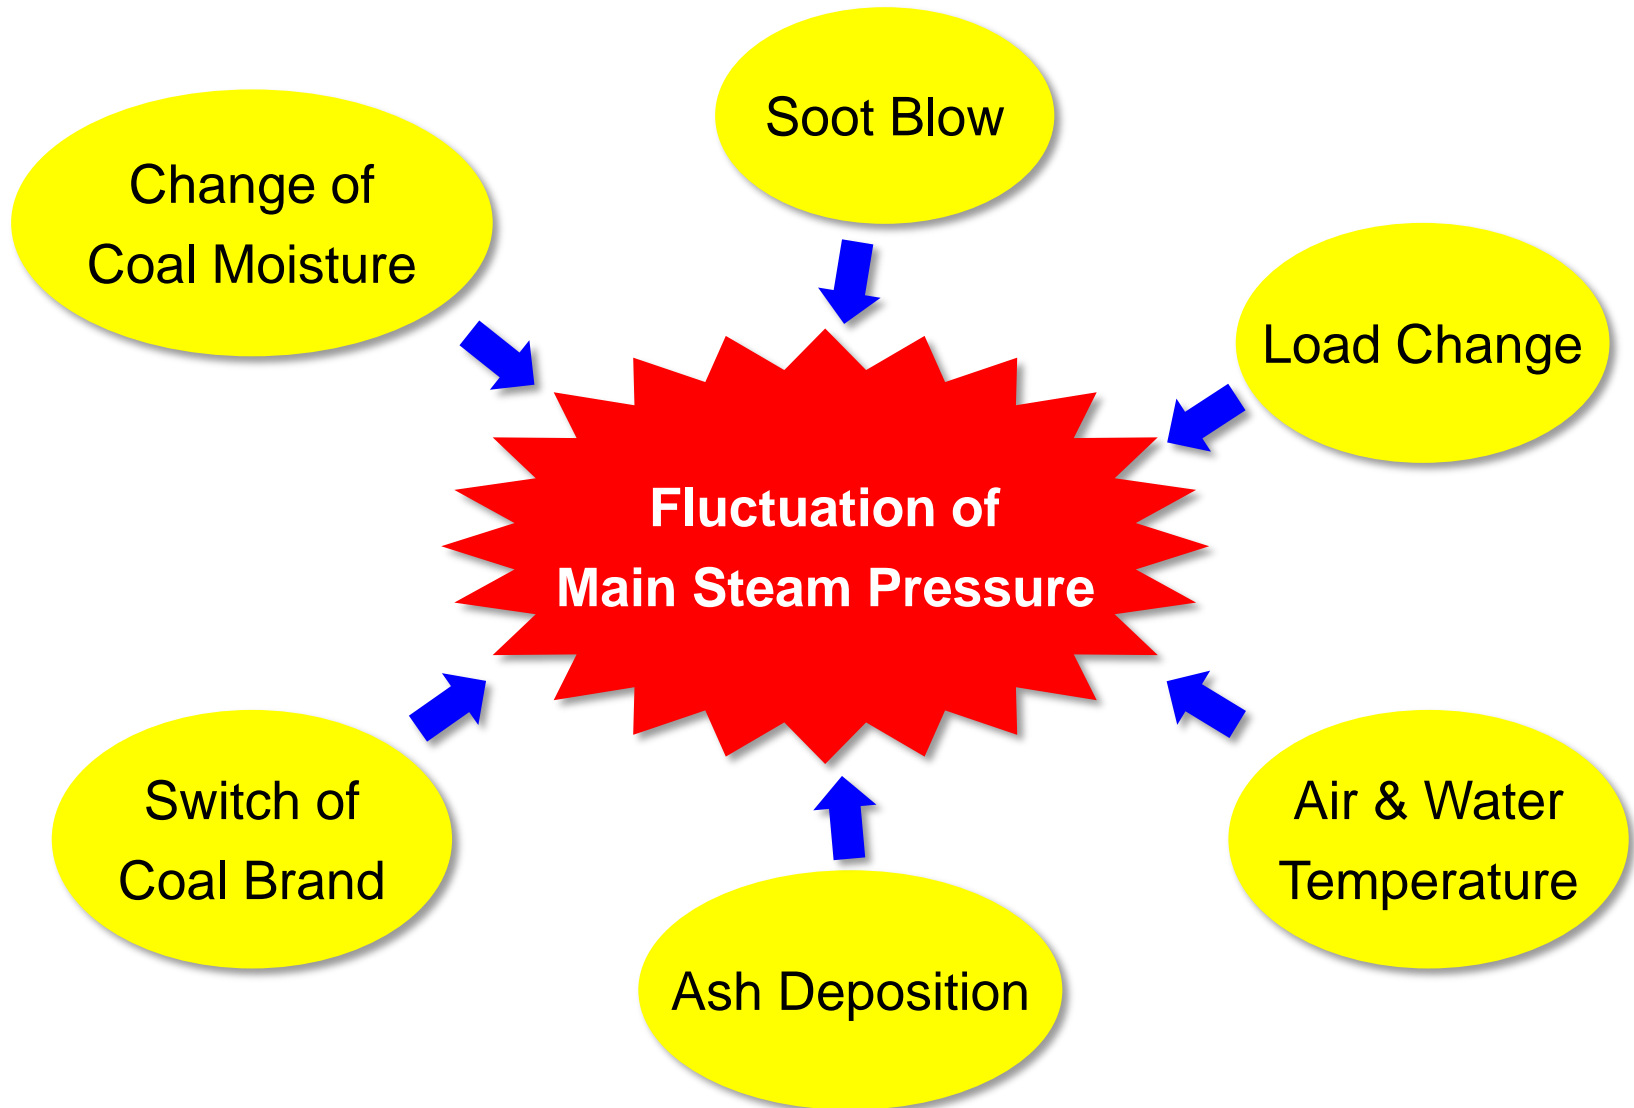 Soot Blow
Change of
Coal Moisture
Load Change
Fluctuation of
Main Steam Pressure
Switch of
Coal Brand
Air & Water
Temperature
Ash Deposition